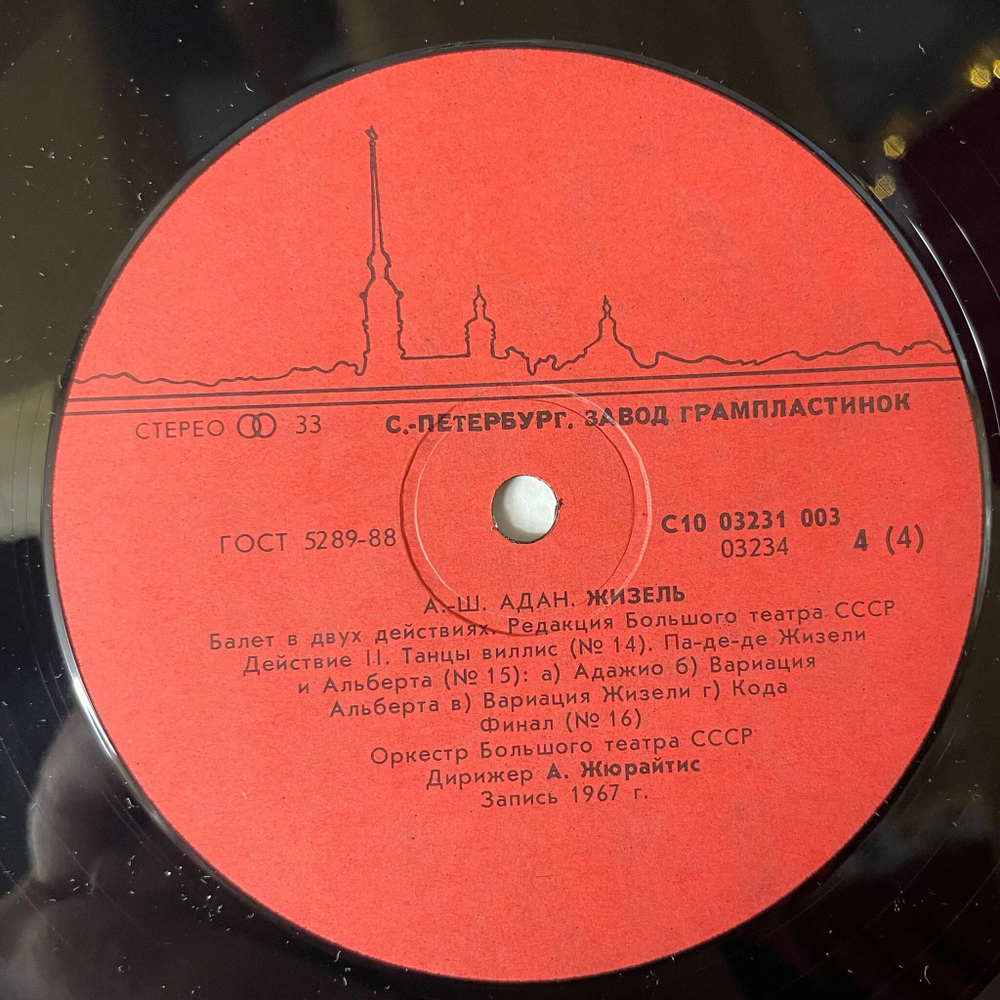 СТЕРЕО 33 С.-ПЕТЕРБУРГ. ЗАВОД ГРАМПЛАСТИНОК
ГОСТ 5289-88
С10 03231 003
03234 4 (4)
А.-Ш. АДАН. ЖИЗЕЛЬ
Балет в двух действиях. Редакция Большого театра СССР
Действие II. Танцы виллис (№ 14). Па-де-де Жизели
и Альберта (№ 15): а) Адажио б) Вариация
Альберта в) Вариация Жизели г) Кода
Финал (№ 16)
Оркестр Большого театра СССР
Дирижер А. Жюрайтис
Запись 1967 г.